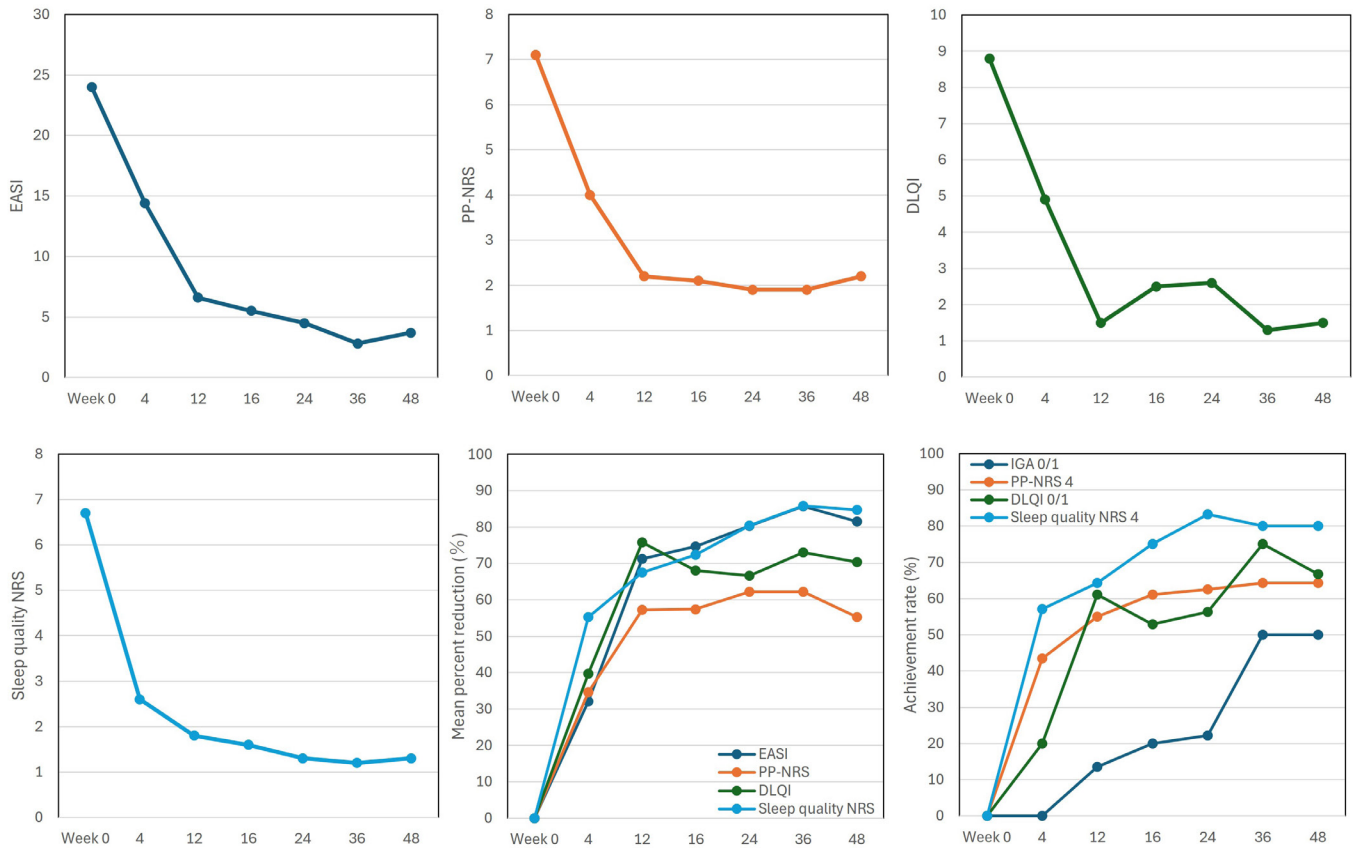 30
25
20
15
10
5
0
EASI
Week 0 4 12 16 24 36 48
8
7
6
5
4
3
2
1
0
PP-NRS
Week 0 4 12 16 24 36 48
10
9
8
7
6
5
4
3
2
1
0
DLQI
Week 0 4 12 16 24 36 48
8
7
6
5
4
3
2
1
0
Sleep quality NRS
Week 0 4 12 16 24 36 48
100
90
80
70
60
50
40
30
20
10
0
Mean percent reduction (%)
EASI
PP-NRS
DLQI
Sleep quality NRS
Week 0 4 12 16 24 36 48
100
90
80
70
60
50
40
30
20
10
0
Achievement rate (%)
IGA 0/1
PP-NRS 4
DLQI 0/1
Sleep quality NRS 4
Week 0 4 12 16 24 36 48